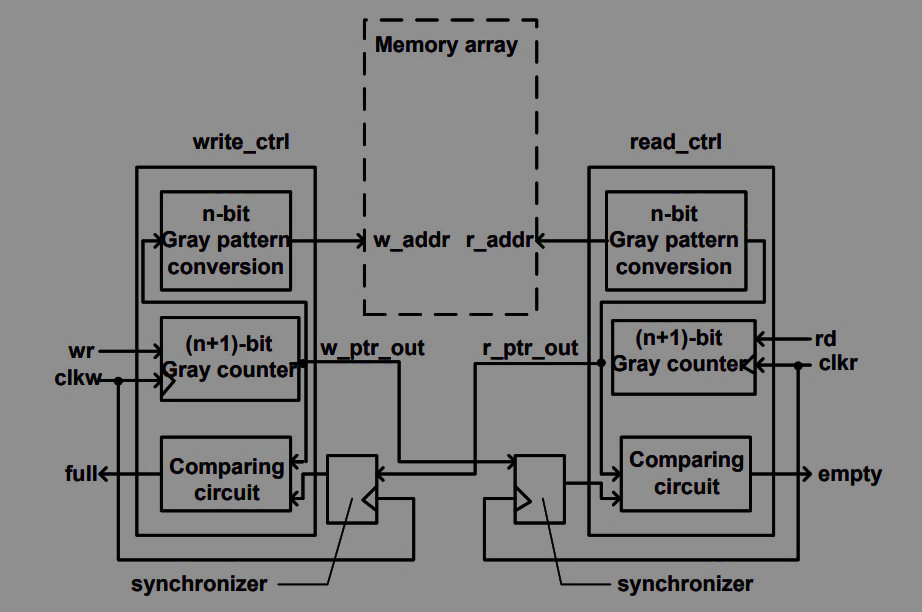 Memory array
write_ctrl
read_ctrl
n-bit
Gray pattern
conversion
w_addr
r_addr
n-bit
Gray pattern
conversion
wr
clkw
(n+1)-bit
Gray counter
w_ptr_out
r_ptr_out
(n+1)-bit
Gray counter
rd
clkr
full
Comparing
circuit
Comparing
circuit
empty
synchronizer
synchronizer